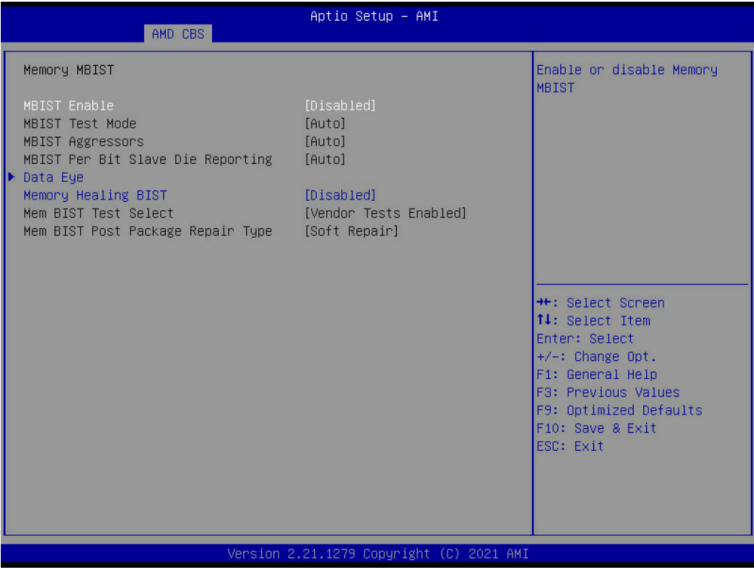 Aptio Setup – AMI
AMD CBS
Memory MBIST
MBIST Enable [Disabled]
MBIST Test Mode [Auto]
MBIST Aggressors [Auto]
MBIST Per Bit Slave Die Reporting [Auto]
Data Eye
Memory Healing BIST [Disabled]
Mem BIST Test Select [Vendor Tests Enabled]
Mem BIST Post Package Repair Type [Soft Repair]
Enable or disable Memory
MBIST
→←: Select Screen
↑↓: Select Item
Enter: Select
+/-: Change Opt.
F1: General Help
F3: Previous Values
F9: Optimized Defaults
F10: Save & Exit
ESC: Exit
Version 2.21.1279 Copyright (C) 2021 AMI